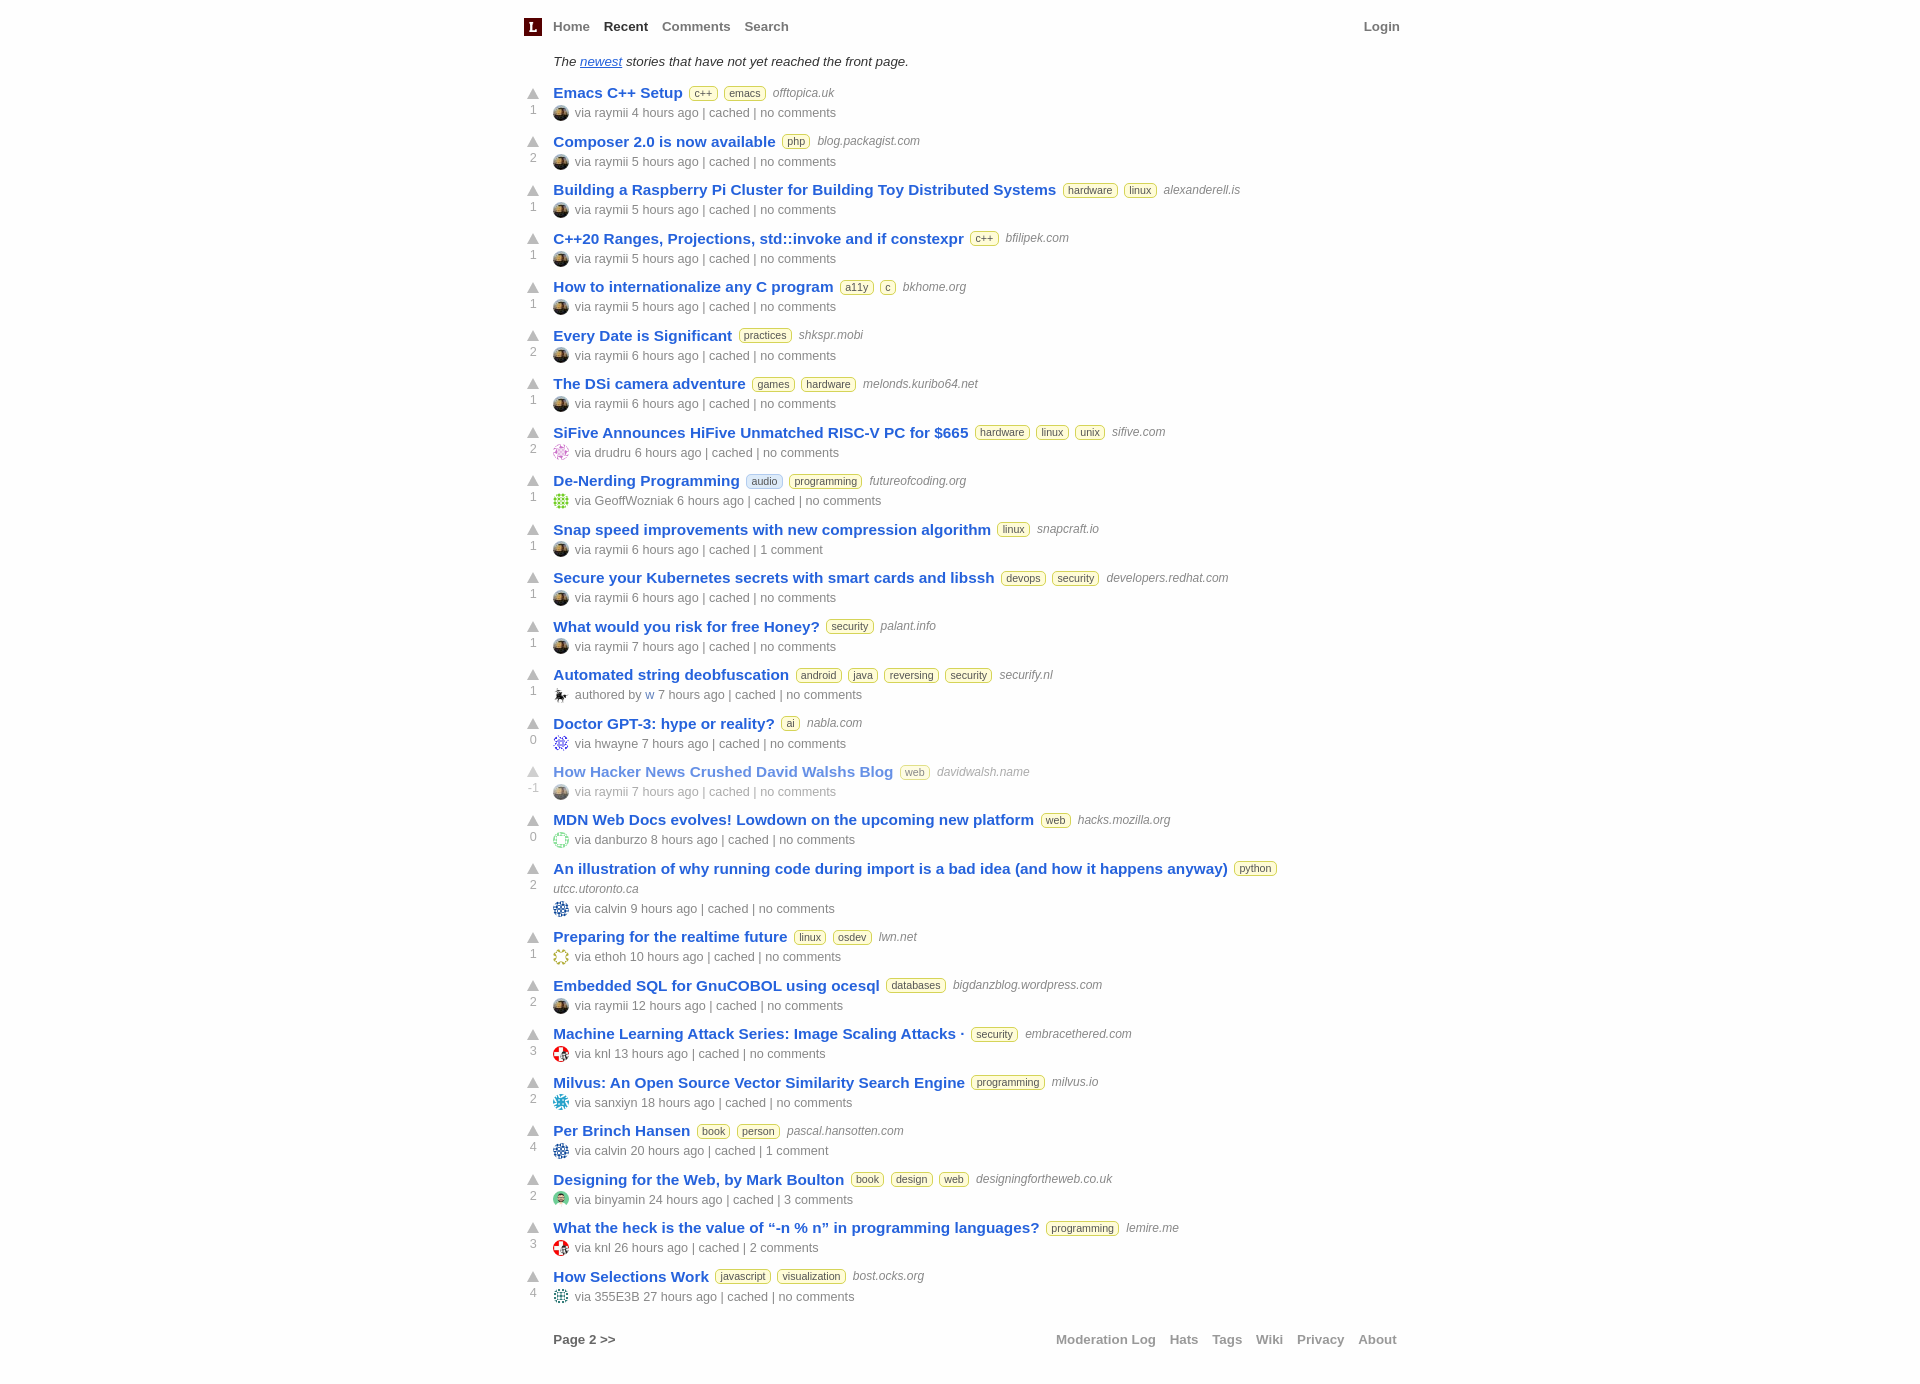 L Home Recent Comments Search Login
The newest stories that have not yet reached the front page.
Emacs C++ Setup c++ emacs offtopica.uk
1 via raymii 4 hours ago | cached | no comments
Composer 2.0 is now available php blog.packagist.com
2 via raymii 5 hours ago | cached | no comments
Building a Raspberry Pi Cluster for Building Toy Distributed Systems hardware linux alexanderell.is
1 via raymii 5 hours ago | cached | no comments
C++20 Ranges, Projections, std::invoke and if constexpr c++ bfilipek.com
1 via raymii 5 hours ago | cached | no comments
How to internationalize any C program a11y c bkhome.org
1 via raymii 5 hours ago | cached | no comments
Every Date is Significant practices shkspr.mobi
2 via raymii 6 hours ago | cached | no comments
The DSi camera adventure games hardware melonds.kuribo64.net
1 via raymii 6 hours ago | cached | no comments
SiFive Announces HiFive Unmatched RISC-V PC for $665 hardware linux unix sifive.com
2 via drudru 6 hours ago | cached | no comments
De-Nerding Programming audio programming futureofcoding.org
1 via GeoffWozniak 6 hours ago | cached | no comments
Snap speed improvements with new compression algorithm linux snapcraft.io
1 via raymii 6 hours ago | cached | 1 comment
Secure your Kubernetes secrets with smart cards and libssh devops security developers.redhat.com
1 via raymii 6 hours ago | cached | no comments
What would you risk for free Honey? security palant.info
1 via raymii 7 hours ago | cached | no comments
Automated string deobfuscation android java reversing security securify.nl
1 authored by w 7 hours ago | cached | no comments
Doctor GPT-3: hype or reality? ai nabla.com
0 via hwayne 7 hours ago | cached | no comments
How Hacker News Crushed David Walshs Blog web davidwalsh.name
-1 via raymii 7 hours ago | cached | no comments
MDN Web Docs evolves! Lowdown on the upcoming new platform web hacks.mozilla.org
0 via danburzo 8 hours ago | cached | no comments
An illustration of why running code during import is a bad idea (and how it happens anyway) python
2 utcc.utoronto.ca
via calvin 9 hours ago | cached | no comments
Preparing for the realtime future linux osdev lwn.net
1 via ethoh 10 hours ago | cached | no comments
Embedded SQL for GnuCOBOL using ocesql databases bigdanzblog.wordpress.com
2 via raymii 12 hours ago | cached | no comments
Machine Learning Attack Series: Image Scaling Attacks · security embracethered.com
3 via knl 13 hours ago | cached | no comments
Milvus: An Open Source Vector Similarity Search Engine programming milvus.io
2 via sanxiyn 18 hours ago | cached | no comments
Per Brinch Hansen book person pascal.hansotten.com
4 via calvin 20 hours ago | cached | 1 comment
Designing for the Web, by Mark Boulton book design web designingfortheweb.co.uk
2 via binyamin 24 hours ago | cached | 3 comments
What the heck is the value of “-n % n” in programming languages? programming lemire.me
3 via knl 26 hours ago | cached | 2 comments
How Selections Work javascript visualization bost.ocks.org
4 via 355E3B 27 hours ago | cached | no comments
Page 2 >> Moderation Log Hats Tags Wiki Privacy About